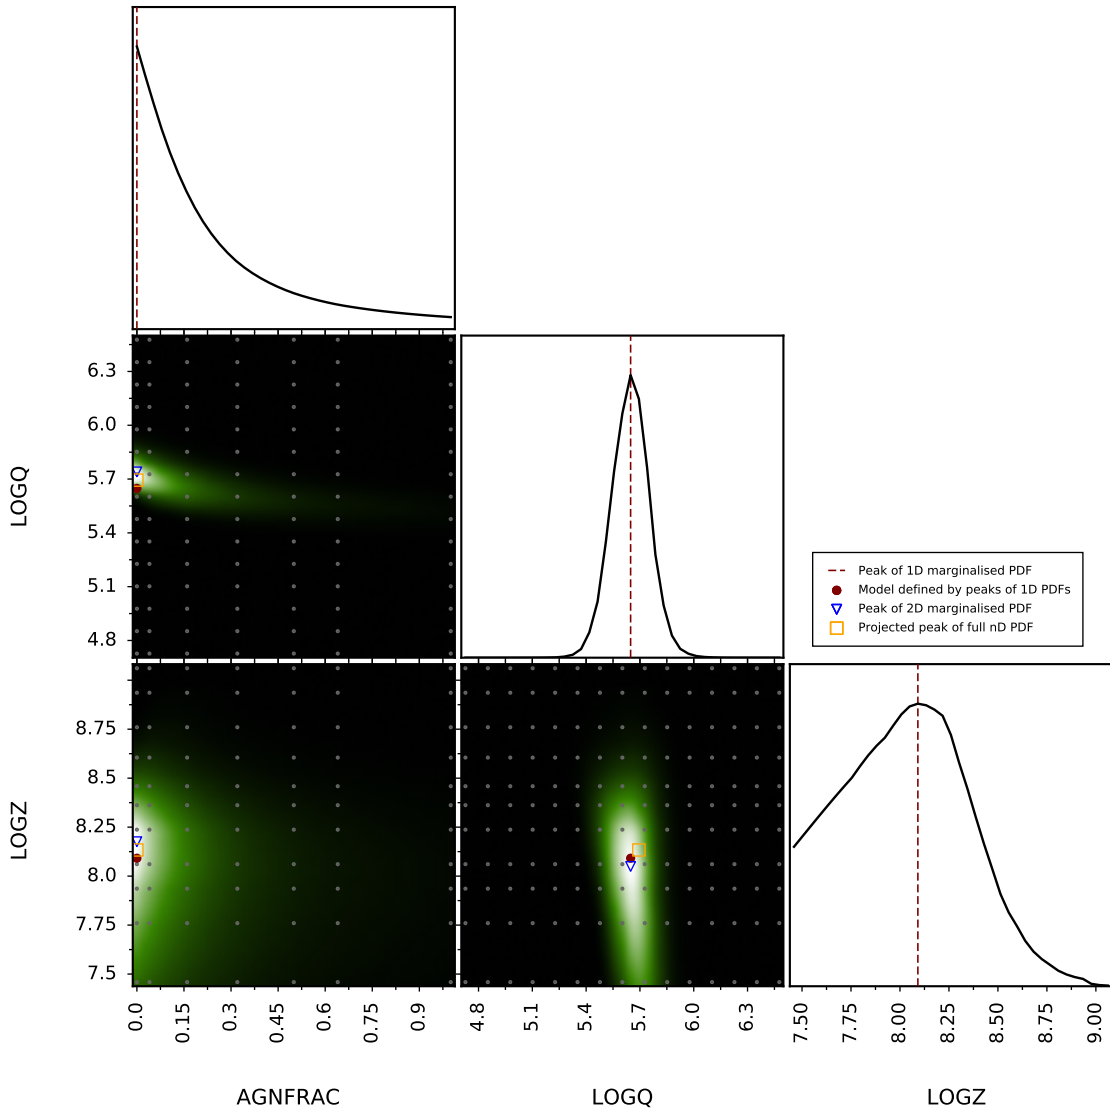 6.3
6.0
5.7
5.4
5.1
4.8
LOGQ
Peak of 1D marginalised PDF
Model defined by peaks of 1D PDFs
Peak of 2D marginalised PDF
Projected peak of full nD PDF
8.75
8.5
8.25
8.0
7.75
7.5
LOGZ
0.0 0.15 0.3 0.45 0.6 0.75 0.9
4.8 5.1 5.4 5.7 6.0 6.3
7.50 7.75 8.00 8.25 8.50 8.75 9.00
AGNFRAC
LOGQ
LOGZ